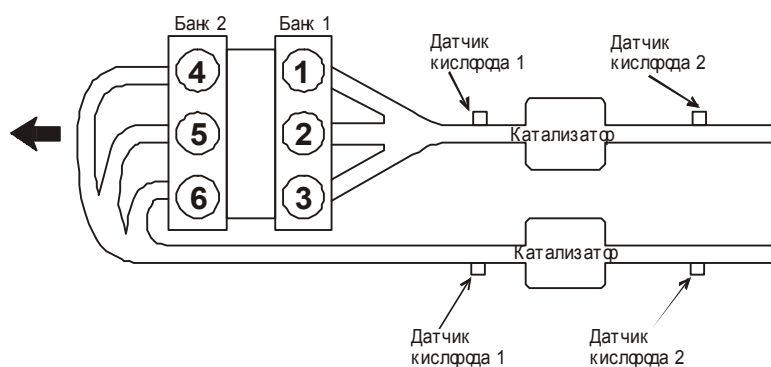 Банк 2
Банк 1
Датчик
кислорода 1
Датчик
кислорода 2
4
1
5
2
6
3
Катализатор
Катализатор
Датчик
кислорода 1
Датчик
кислорода 2